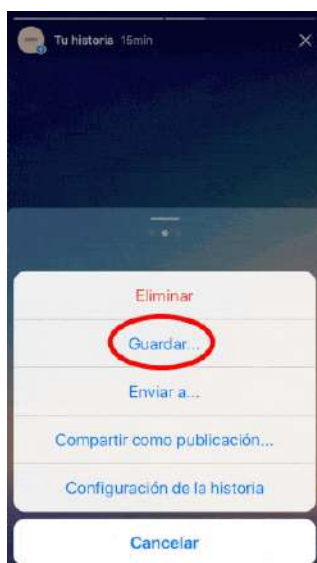 Tu historia 15min
Eliminar
Guardar...
Enviar a...
Compartir como publicación...
Configuración de la historia
Cancelar